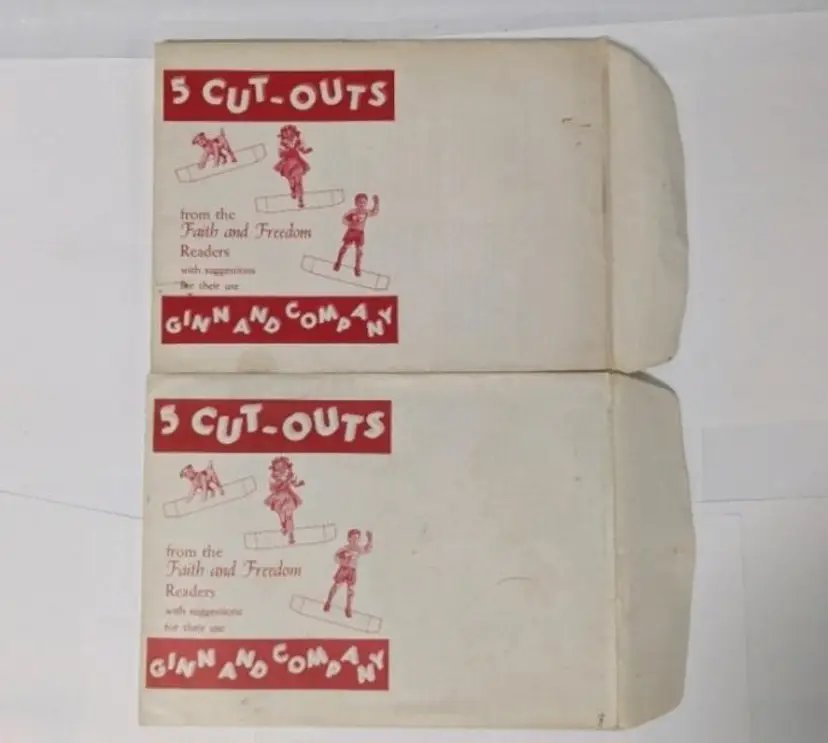 5 CUT-OUTS
from the
Faith and Freedom
Readers
with suggestions
for their use
GINN AND COMPANY
5 CUT-OUTS
from the
Faith and Freedom
Readers
with suggestions
for their use
GINN AND COMPANY